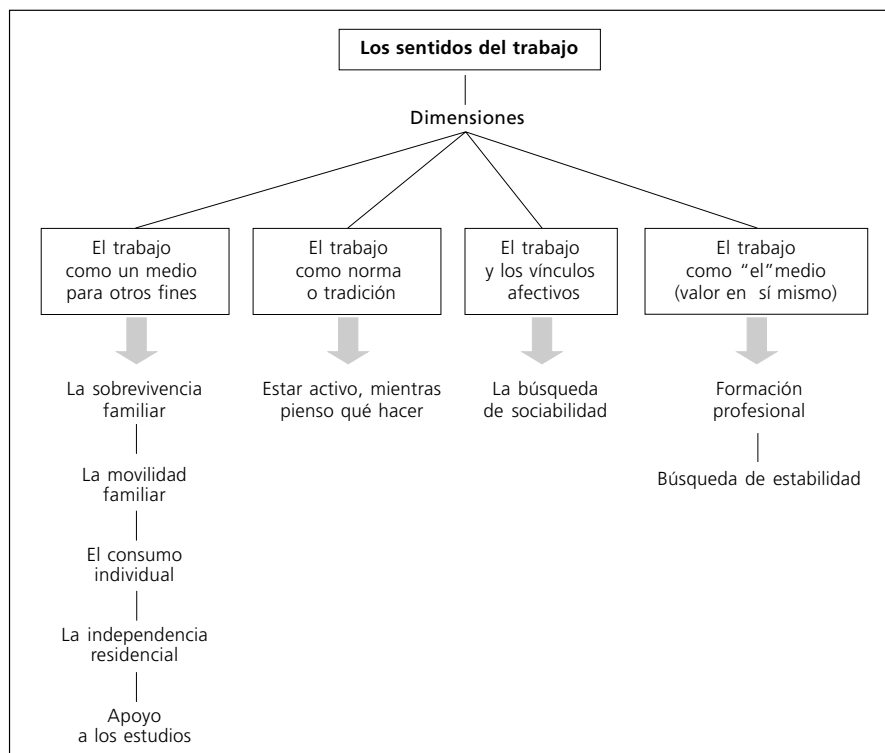 Los sentidos del trabajo
Dimensiones
El trabajo
como un medio
para otros fines
El trabajo
como norma
o tradición
El trabajo
y los vínculos
afectivos
El trabajo
como “el”medio
(valor en sí mismo)
La sobrevivencia
familiar
La movilidad
familiar
El consumo
individual
La independencia
residencial
Apoyo
a los estudios
Estar activo, mientras
pienso qué hacer
La búsqueda
de sociabilidad
Formación
profesional
Búsqueda de estabilidad